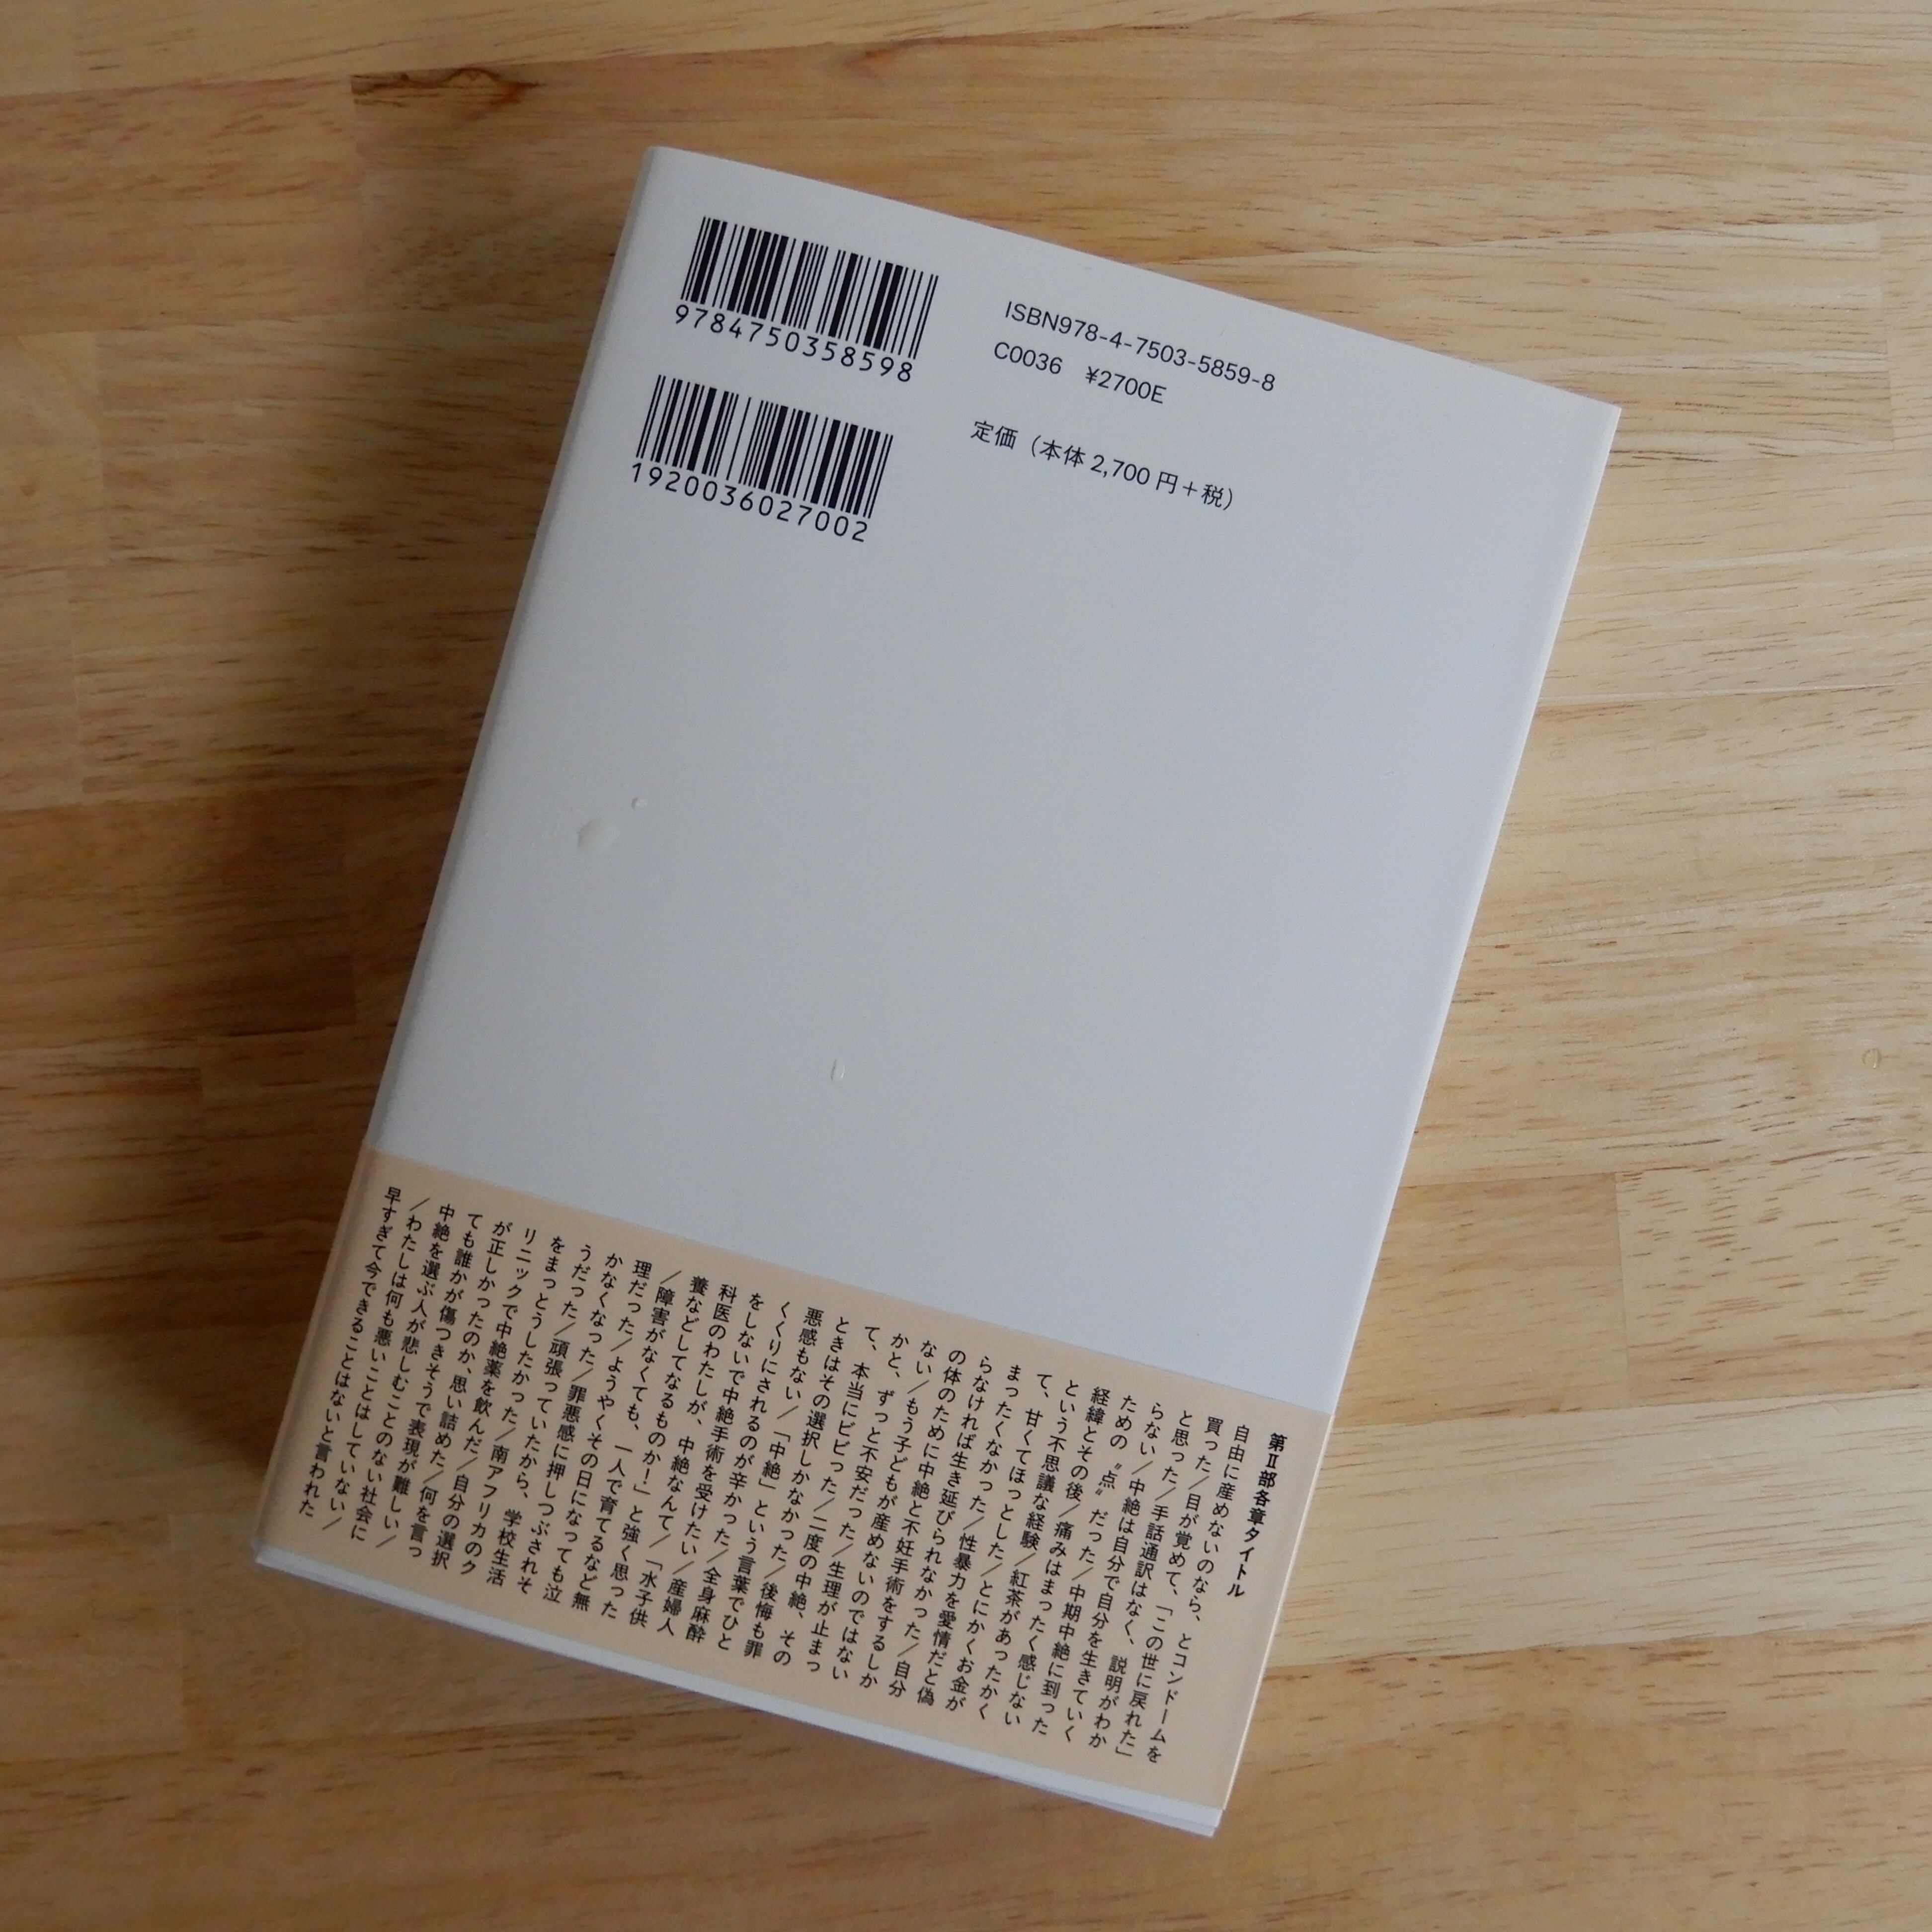 9784750358598
1920036027002
ISBN978-4-7503-5859-8
C0036 ¥2700E
定価（本体2,700円＋税）
第Ⅱ部各章タイトル
自由に産めないのなら、とコンドームを
買った／目が覚めて、「この世に戻れた」
と思った／手話通訳はなく、説明がわか
らない／中絶は自分で自分を生きていく
ための〝点〟だった／中期中絶に到った
経緯とその後／痛みはまったく感じない
という不思議な経験／紅茶があったかく
て、甘くてほっとした／とにかくお金が
まったくなかった／性暴力を愛情だと偽
らなければ生き延びられなかった／自分
の体のために中絶と不妊手術をするしか
ない／もう子どもが産めないのではない
かと、ずっと不安だった／生理が止まっ
て、本当にビビった／二度の中絶、その
ときはその選択しかなかった／後悔も罪
悪感もない／「中絶」という言葉でひと
くくりにされるのが辛かった／全身麻酔
をしないで中絶手術を受けたい／産婦人
科医のわたしが、中絶なんて／「水子供
養などしてなるものか！」と強く思った
／障害がなくても、一人で育てるなど無
理だった／ようやくその日になっても泣
かなくなった／罪悪感に押しつぶされそ
うだった／頑張っていたから、学校生活
をまっとうしたかった／南アフリカのク
リニックで中絶薬を飲んだ／自分の選択
が正しかったのか、思い詰めた／何を言っ
ても誰かが傷つきそうで表現が難しい／
中絶を選ぶ人が悲しむことのない社会に
／わたしは何も悪いことはしていない／
早すぎて今できることはないと言われた